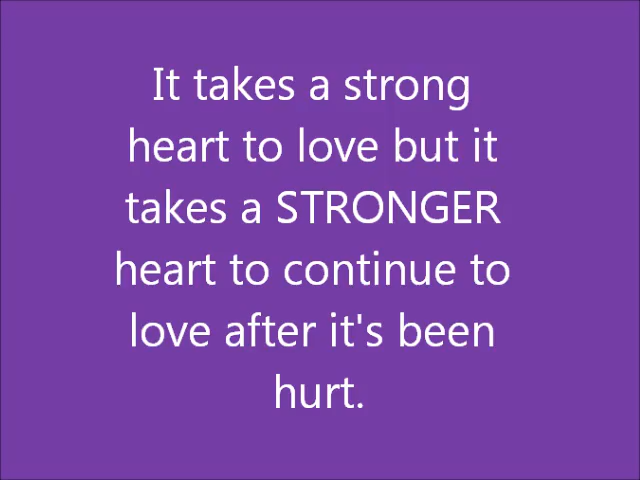 It takes a strong
heart to love but it
takes a STRONGER
heart to continue to
love after it's been
hurt.